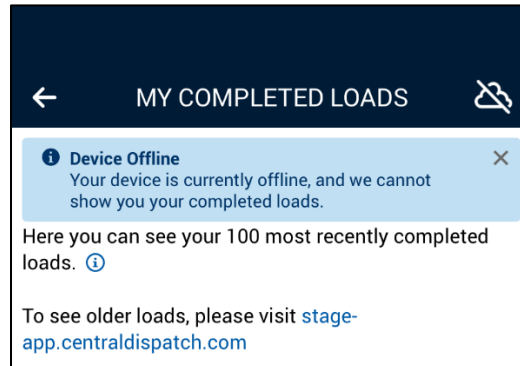 MY COMPLETED LOADS
Device Offline
Your device is currently offline, and we cannot
show you your completed loads.
Here you can see your 100 most recently completed
loads.
To see older loads, please visit stage-
app.centraldispatch.com